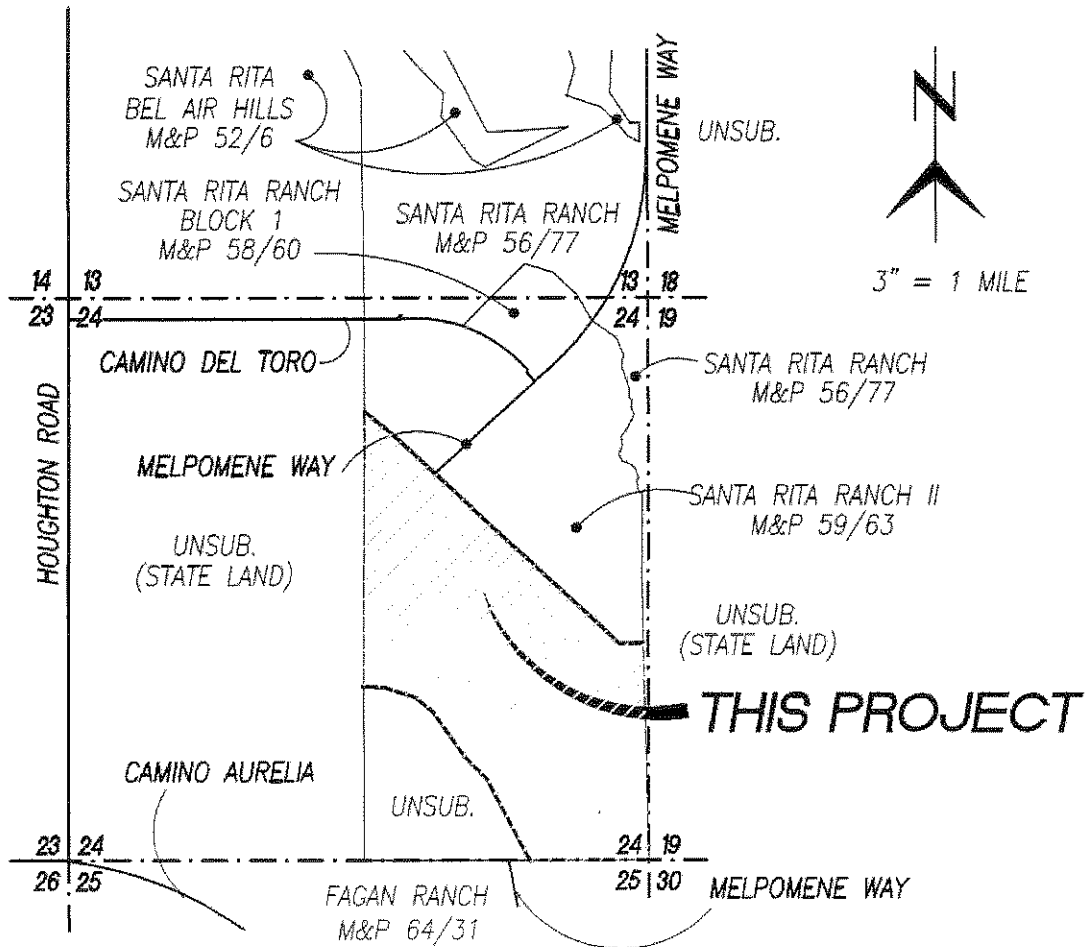 SANTA RITA
BEL AIR HILLS
M&P 52/6
MELPOMENE WAY
UNSUB.
N
SANTA RITA RANCH
BLOCK 1
M&P 58/60
SANTA RITA RANCH
M&P 56/77
3" = 1 MILE
14 13
23 24
13 18
24 19
CAMINO DEL TORO
SANTA RITA RANCH
M&P 56/77
HOUGHTON ROAD
MELPOMENE WAY
SANTA RITA RANCH II
M&P 59/63
UNSUB.
(STATE LAND)
UNSUB.
(STATE LAND)
THIS PROJECT
CAMINO AURELIA
UNSUB.
23 24
26 25
24 19
25 30
FAGAN RANCH
M&P 64/31
MELPOMENE WAY